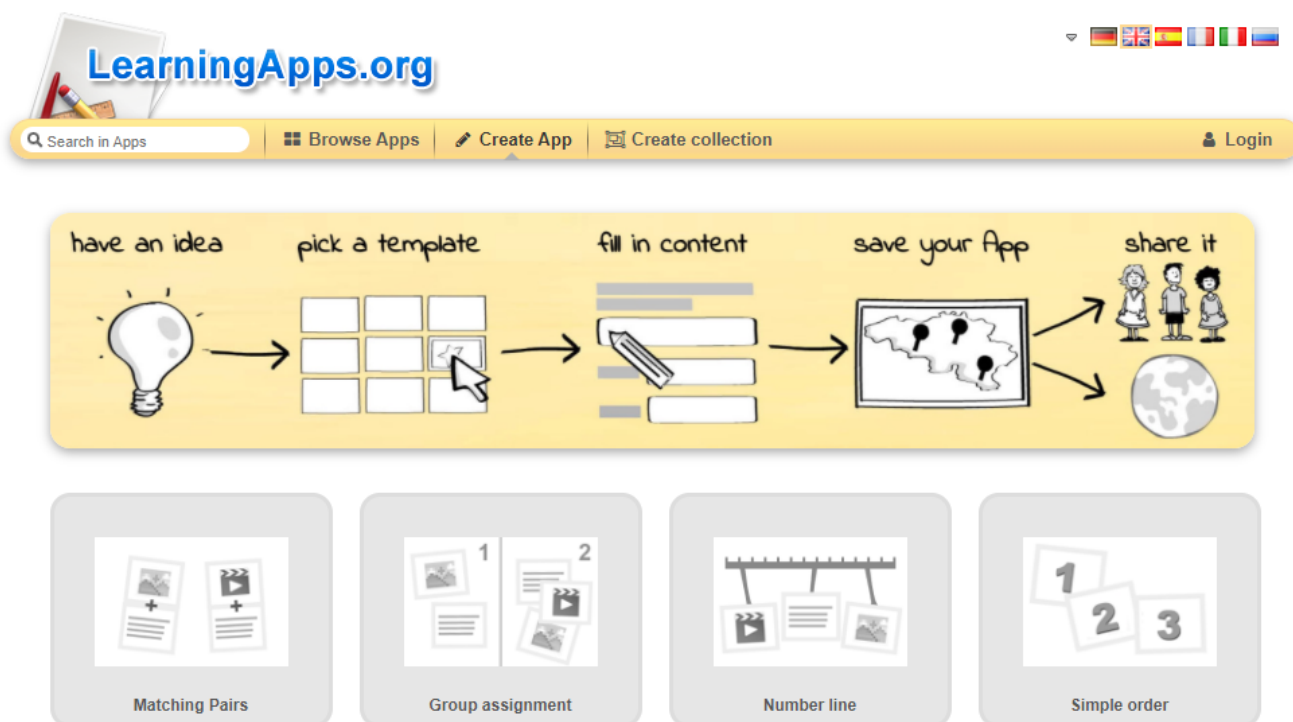 LearningApps.org
Search in Apps
Browse Apps
Create App
Create collection
Login
have an idea
pick a template
fill in content
save your App
share it
1
2
1
2
3
Matching Pairs
Group assignment
Number line
Simple order